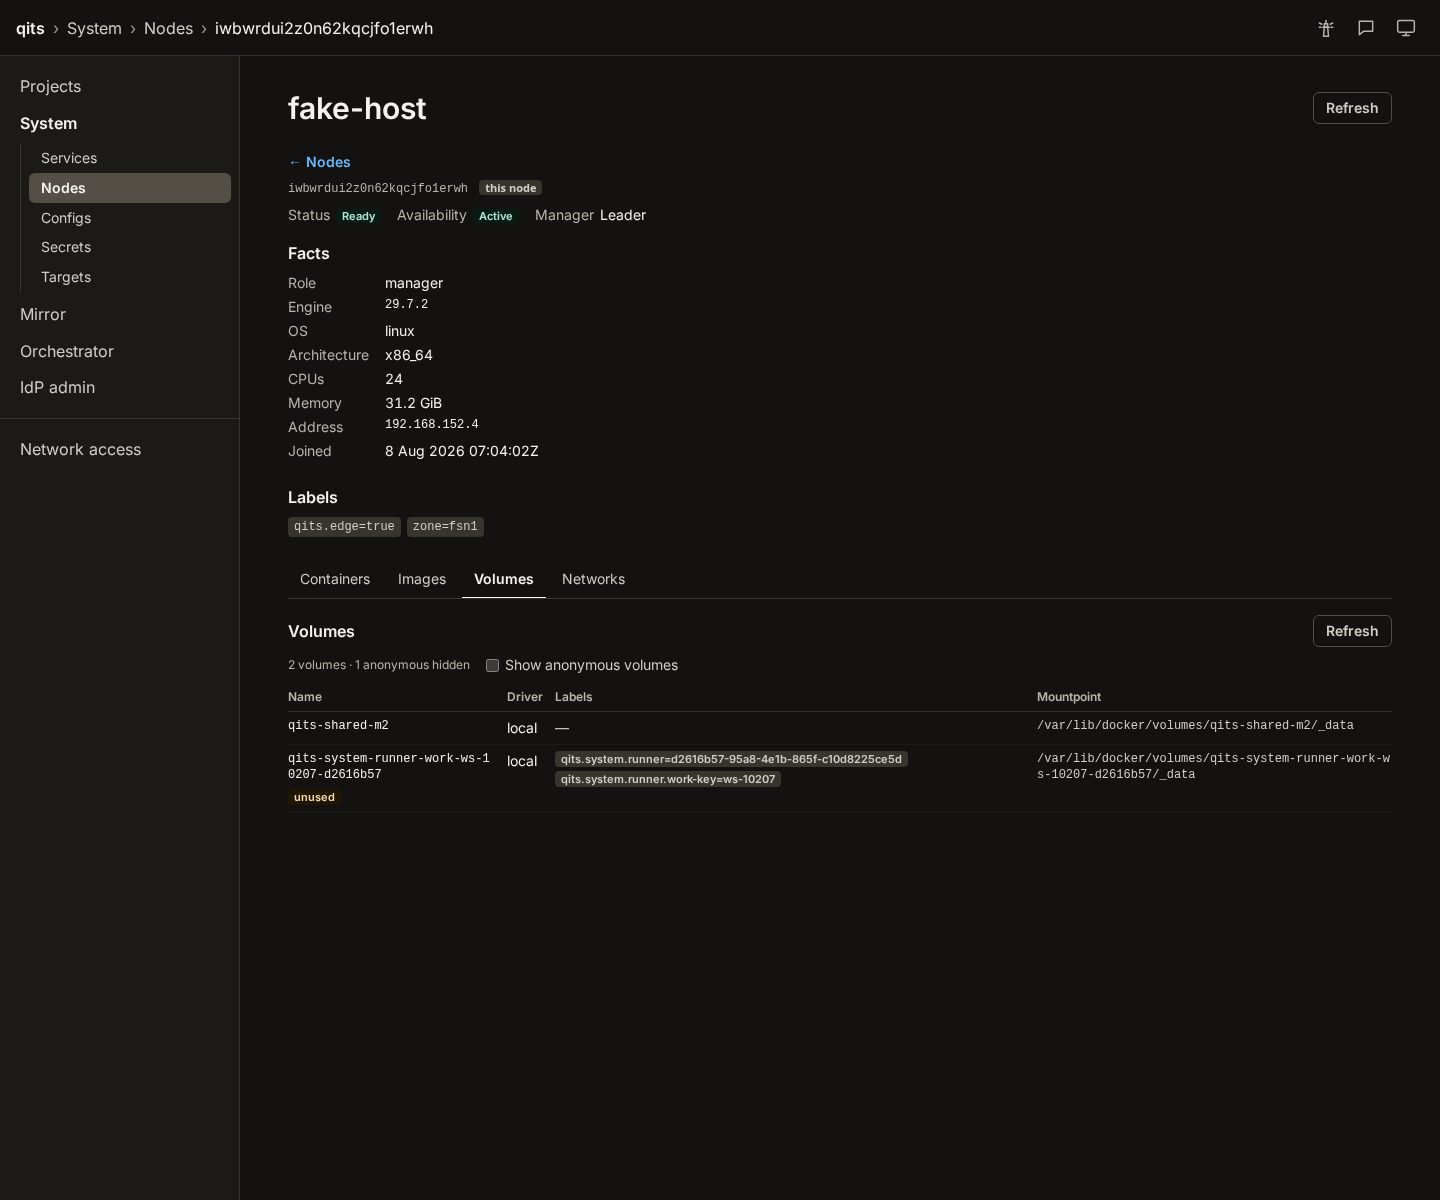 qits › System › Nodes › iwbwrdui2z0n62kqcjfo1erwh
Projects
System
Services
Nodes
Configs
Secrets
Targets
Mirror
Orchestrator
IdP admin
Network access
fake-host
Refresh
← Nodes
iwbwrdui2z0n62kqcjfo1erwh this node
Status Ready Availability Active Manager Leader
Facts
Role manager
Engine 29.7.2
OS linux
Architecture x86_64
CPUs 24
Memory 31.2 GiB
Address 192.168.152.4
Joined 8 Aug 2026 07:04:02Z
Labels
qits.edge=true zone=fsn1
Containers Images Volumes Networks
Volumes
Refresh
2 volumes · 1 anonymous hidden Show anonymous volumes
Name Driver Labels Mountpoint
qits-shared-m2 local — /var/lib/docker/volumes/qits-shared-m2/_data
qits-system-runner-work-ws-1 local qits.system.runner=d2616b57-95a8-4e1b-865f-c10d8225ce5d /var/lib/docker/volumes/qits-system-runner-work-w
0207-d2616b57 qits.system.runner.work-key=ws-10207 s-10207-d2616b57/_data
unused